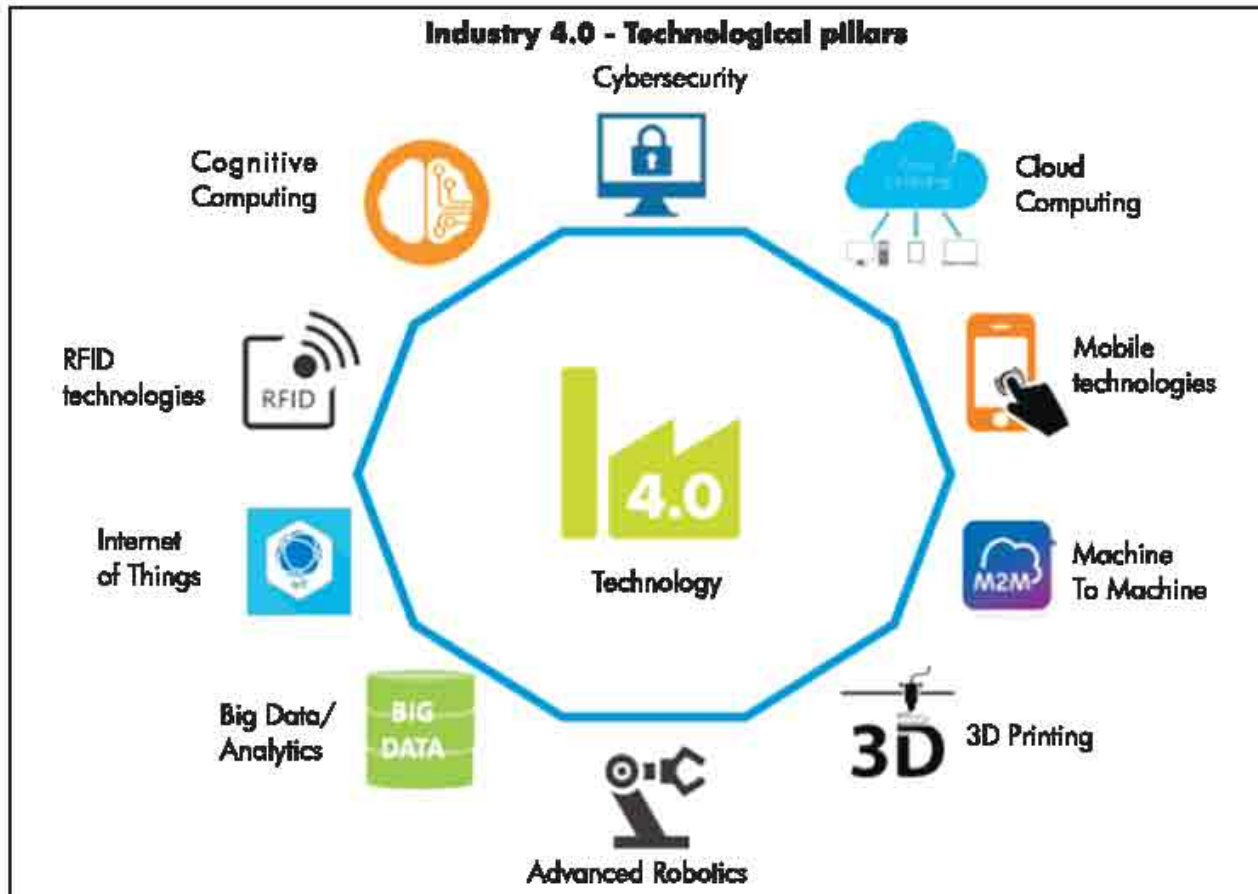 Industry 4.0 - Technological pillars
Cybersecurity
Cognitive
Computing
Cloud
Computing
RFID
technologies
RFID
Mobile
technologies
4.0
Technology
Internet
of Things
IoT
M2M
Machine
To Machine
Big Data/
Analytics
BIG
DATA
3D
3D Printing
Advanced Robotics